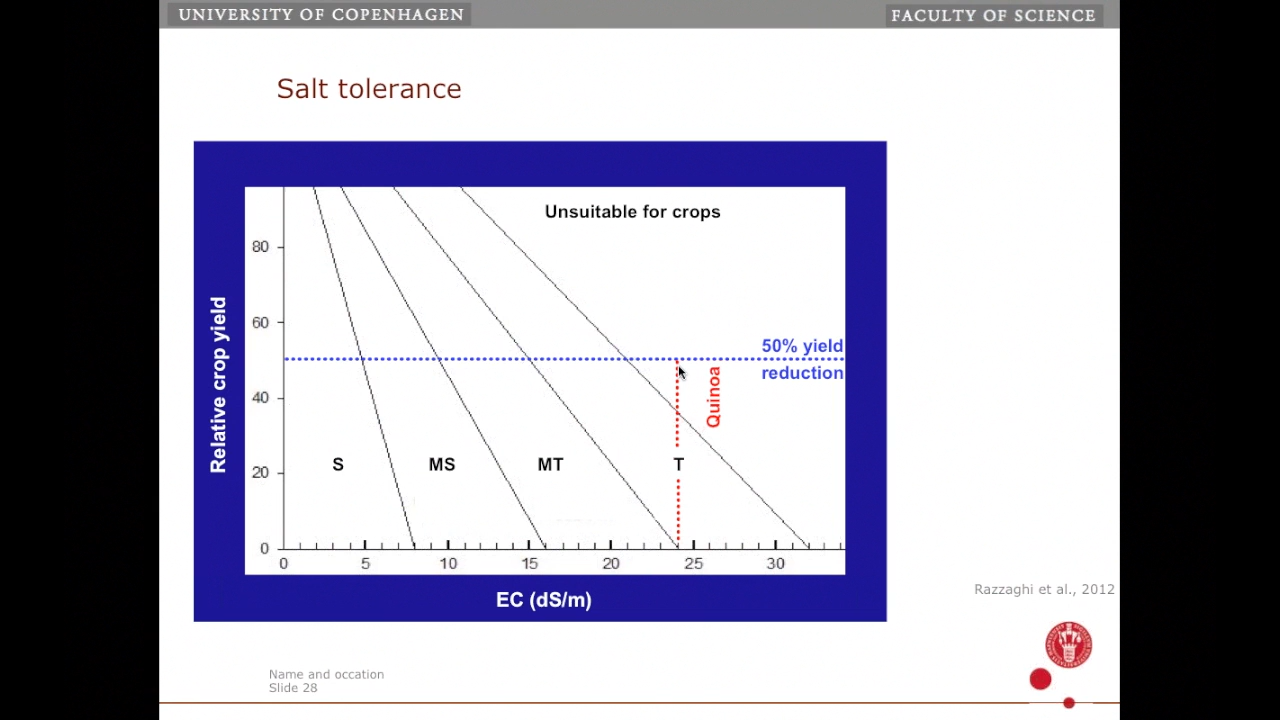 UNIVERSITY OF COPENHAGEN
FACULTY OF SCIENCE
Salt tolerance
Unsuitable for crops
80
60
50% yield
reduction
40
Quinoa
Relative crop yield
S
MS
MT
T
20
0
0
5
10
15
20
25
30
EC (dS/m)
Razzaghi et al., 2012
Name and occation
Slide 28